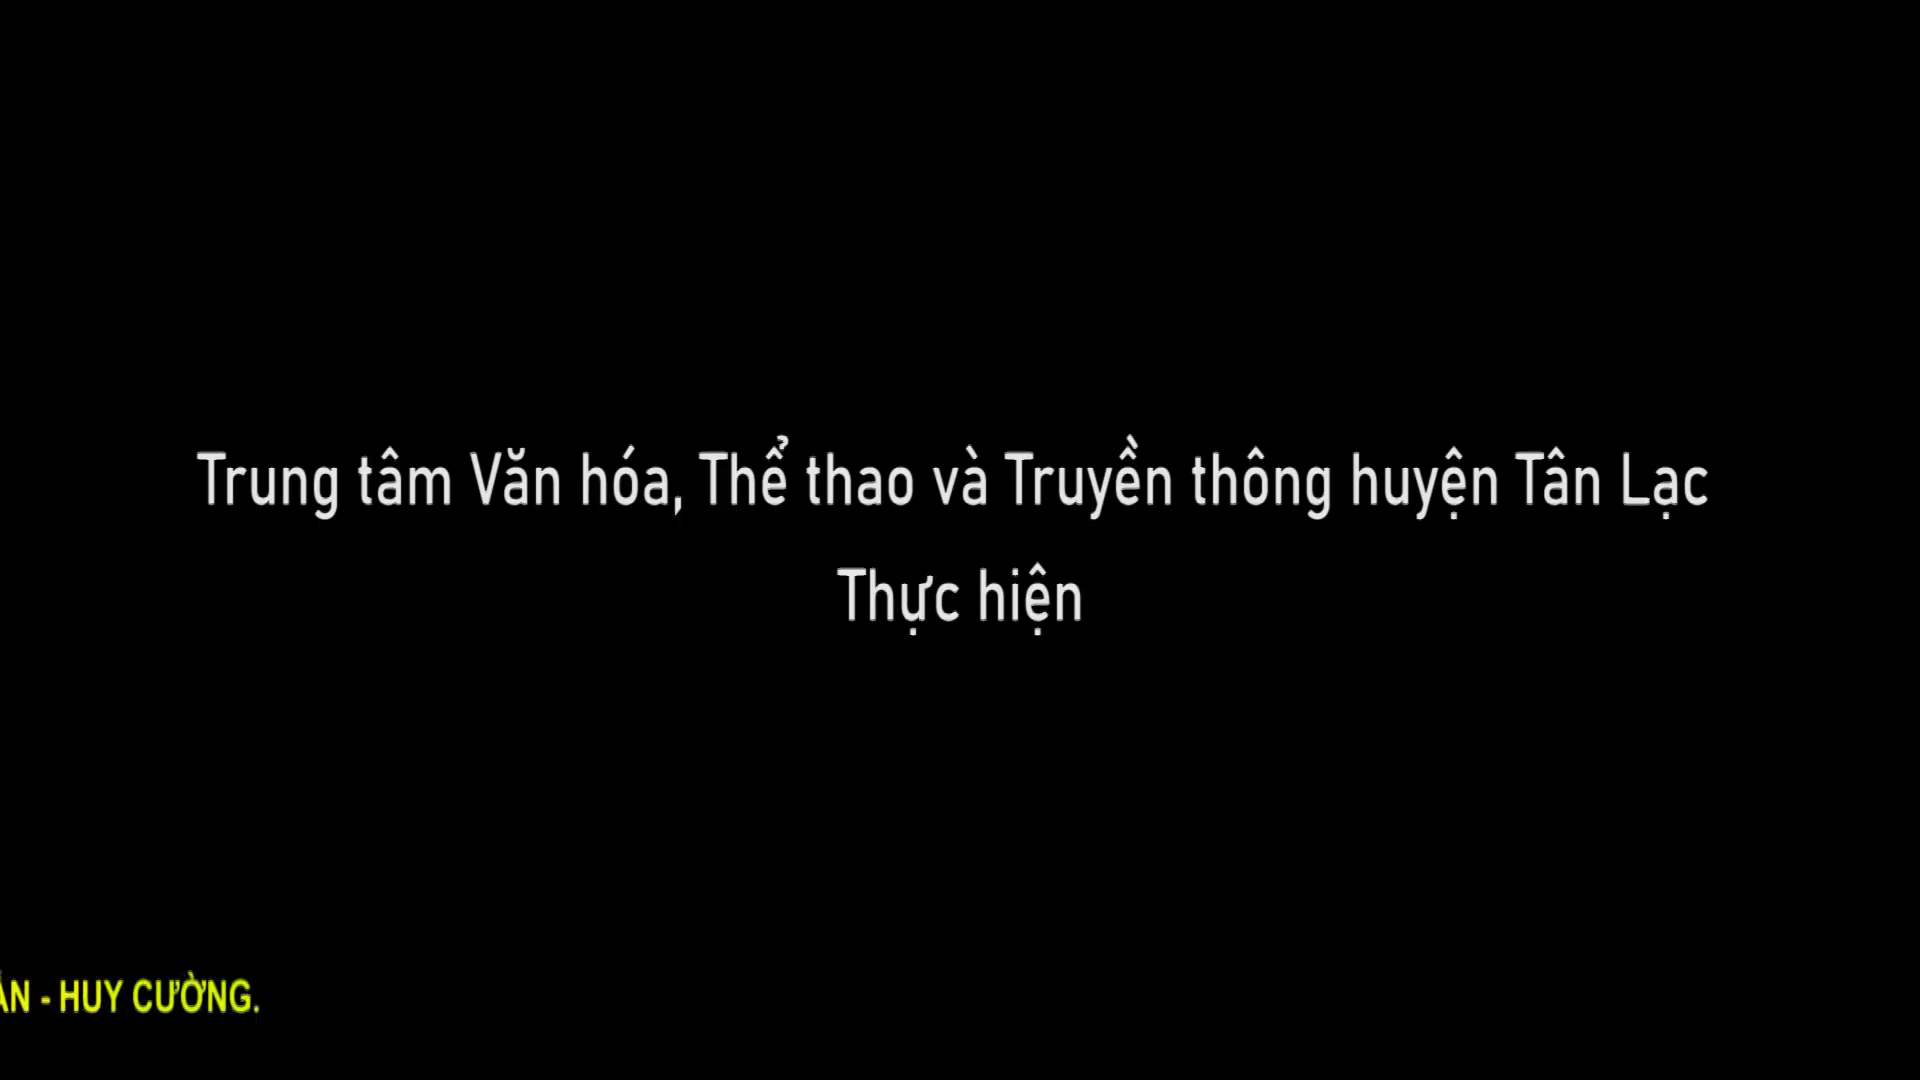 Trung tâm Văn hóa, Thể thao và Truyền thông huyện Tân Lạc
Thực hiện
- HUY CƯỜNG.